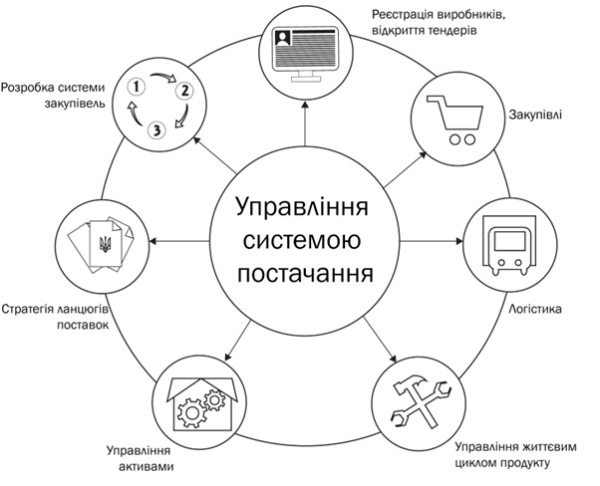 Реєстрація виробників,
відкриття тендерів
Розробка системи
закупівель
1
2
3
Закупівлі
Управління
системою
постачання
Стратегія ланцюгів
поставок
Логістика
Управління
активами
Управління життєвим
циклом продукту